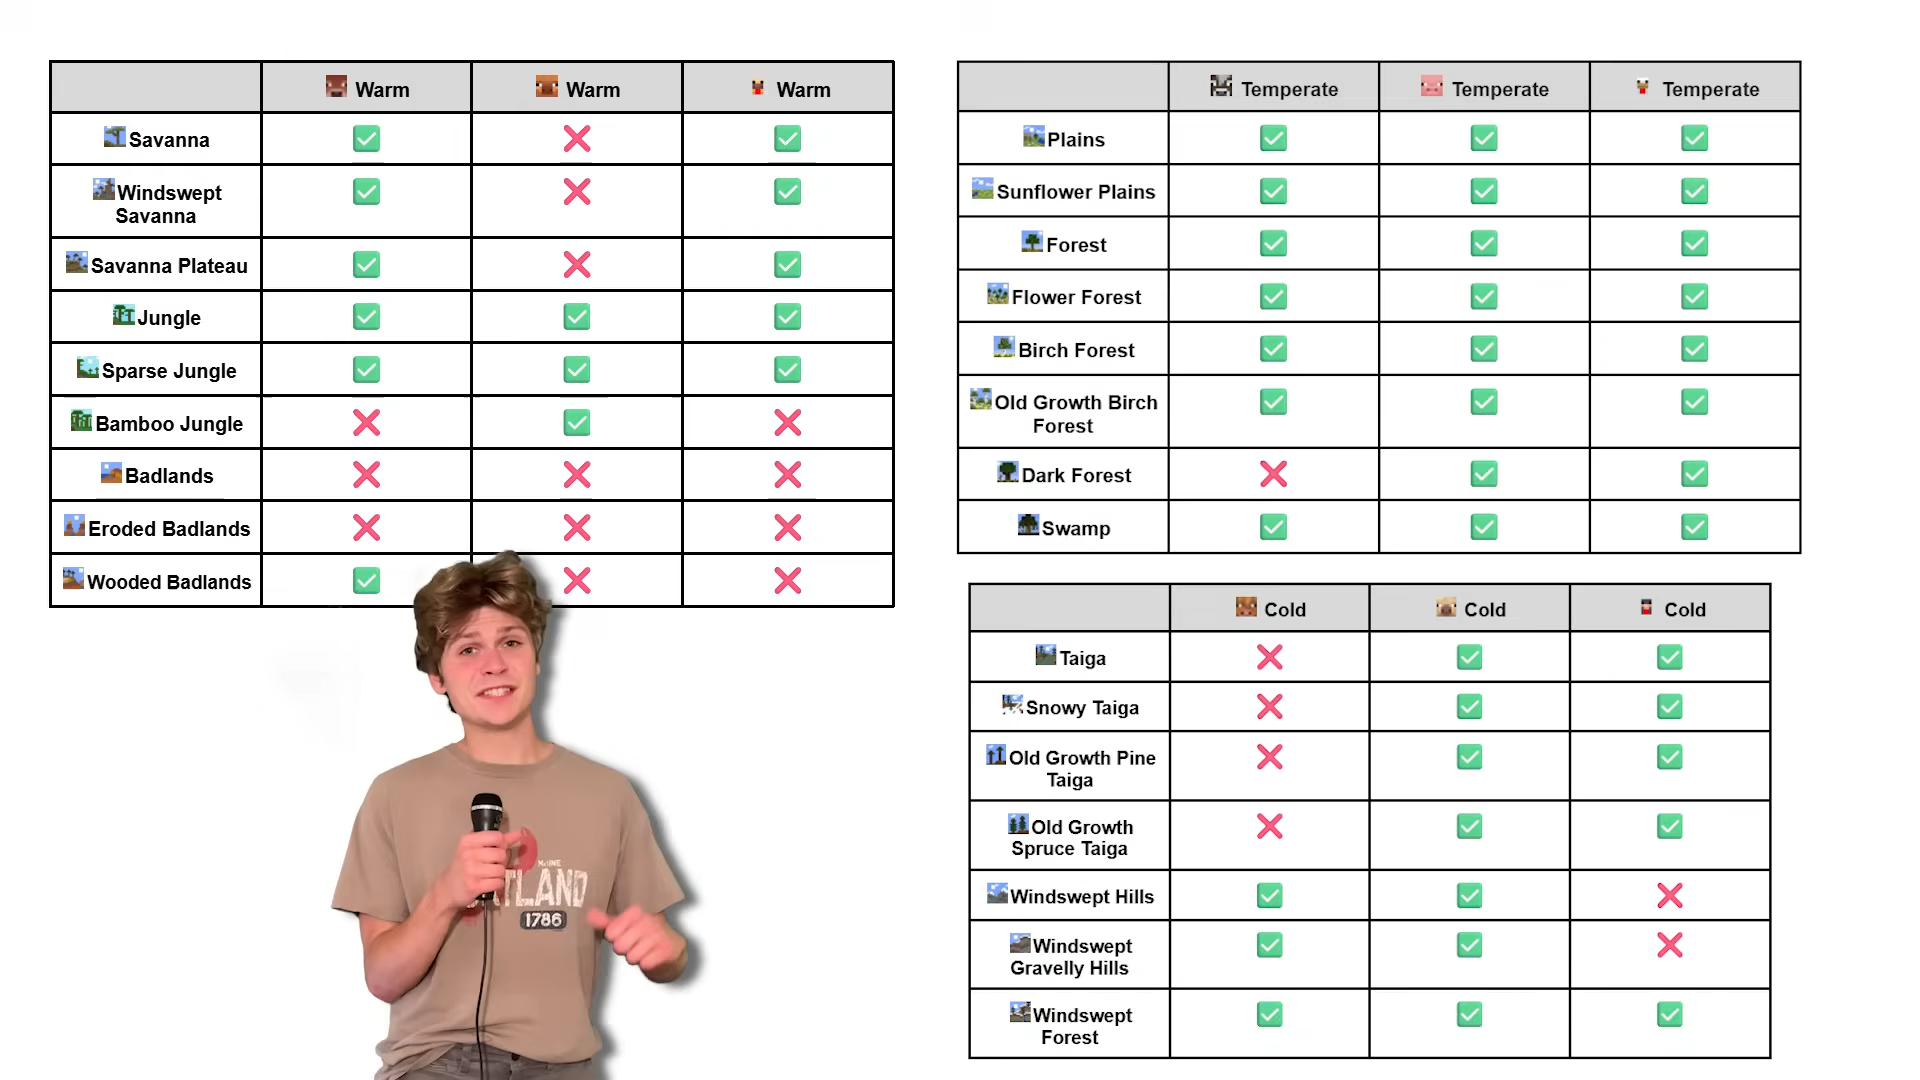 Warm Warm Warm
Savanna
Windswept
Savanna
Savanna Plateau
Jungle
Sparse Jungle
Bamboo Jungle
Badlands
Eroded Badlands
Wooded Badlands
Temperate Temperate Temperate
Plains
Sunflower Plains
Forest
Flower Forest
Birch Forest
Old Growth Birch
Forest
Dark Forest
Swamp
Cold Cold Cold
Taiga
Snowy Taiga
Old Growth Pine
Taiga
Old Growth
Spruce Taiga
Windswept Hills
Windswept
Gravelly Hills
Windswept
Forest
MAINE
TLAND
1786